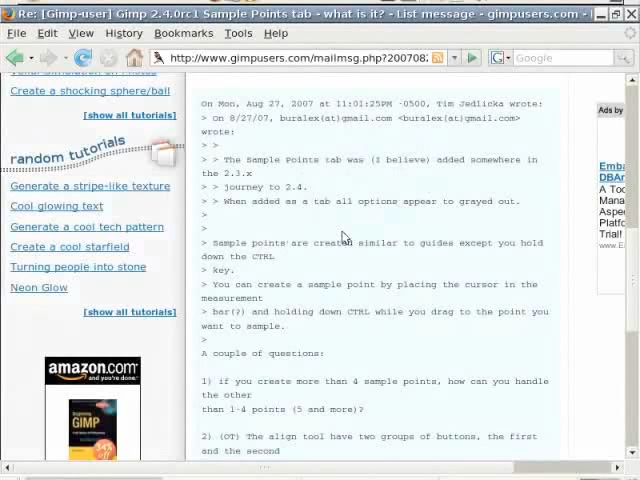 Re: [Gimp-user] Gimp 2.4.0rc1 Sample Points tab - what is it? - List message - gimpusers.com -
File Edit View History Bookmarks Tools Help
http://www.gimpusers.com/mailmsg.php?200708
Google
Create a shocking sphere/ball
[show all tutorials]
random tutorials
Generate a stripe-like texture
Cool glowing text
Generate a cool tech pattern
Create a cool starfield
Turning people into stone
Neon Glow
[show all tutorials]
amazon.com
and you're done.
Beginning
GIMP
On Mon, Aug 27, 2007 at 11:01:25PM -0500, Tim Jedlicka wrote:
> On 8/27/07, buralex(at)gmail.com <buralex(at)gmail.com>
wrote:
> >
> > The Sample Points tab was (I believe) added somewhere in
the 2.3.x
> > journey to 2.4.
> > When added as a tab all options appear to grayed out.
>
>
> Sample points are created similar to guides except you hold
down the CTRL
> key.
> You can create a sample point by placing the cursor in the
measurement
> bar(?) and holding down CTRL while you drag to the point you
want to sample.
>
A couple of questions:
1) if you create more than 4 sample points, how can you handle
the other
than 1-4 points (5 and more)?
2) (OT) The align tool have two groups of buttons, the first
and the second
Ads by
Emba
DBAr
A Too
Manag
Aspec
Platfo
Trial!
www.E